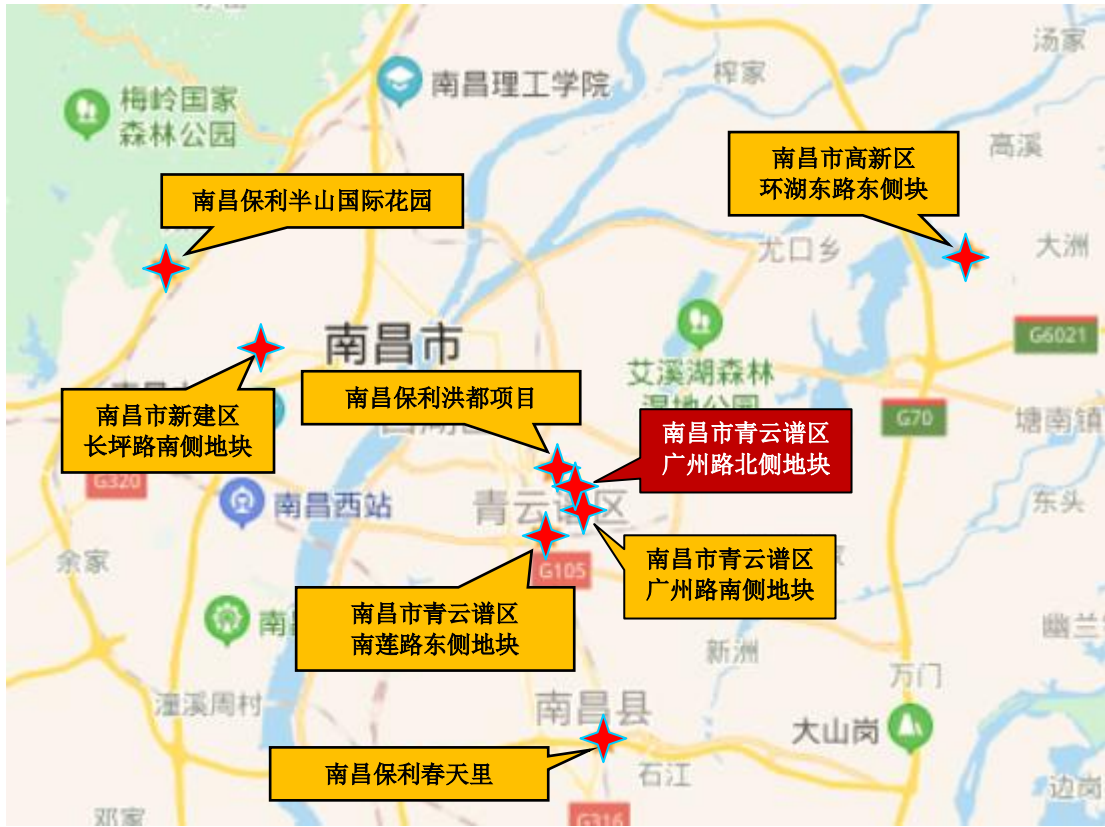 汤家
榨家
南昌理工学院
梅岭国家
森林公园
高溪
南昌市高新区
环湖东路东侧块
南昌保利半山国际花园
尤口乡
大洲
G6021
南昌市
艾溪湖森林
湿地公园
南昌保利洪都项目
G70
塘南镇
南昌市新建区
长坪路南侧地块
南昌市青云谱区
广州路北侧地块
G320
南昌西站
青云谱区
东头
余家
G105
南昌市青云谱区
广州路南侧地块
南昌市青云谱区
南莲路东侧地块
南
幽兰
新洲
万门
潼溪周村
南昌县
大山岗
南昌保利春天里
石江
边岗
邓家
G316